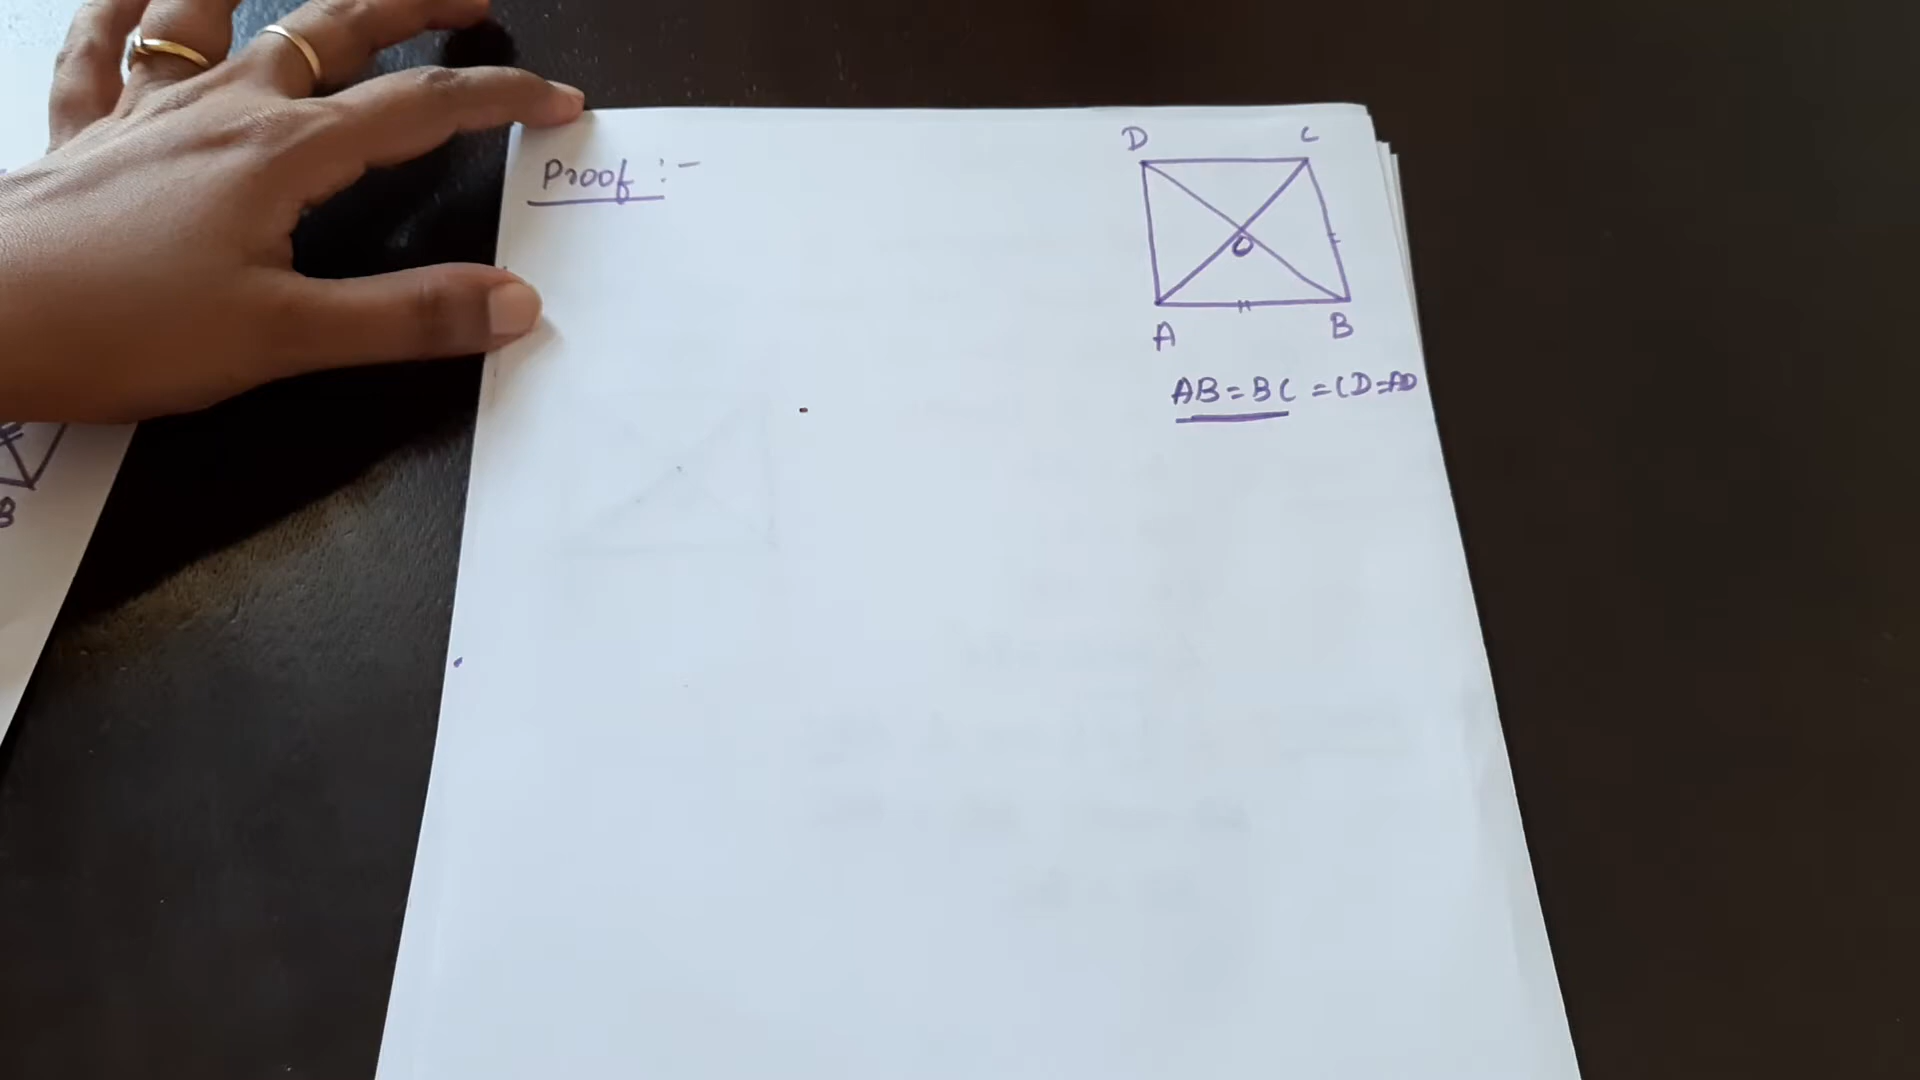 Proof :-
D C
O
A B
AB = BC = CD = AD
B